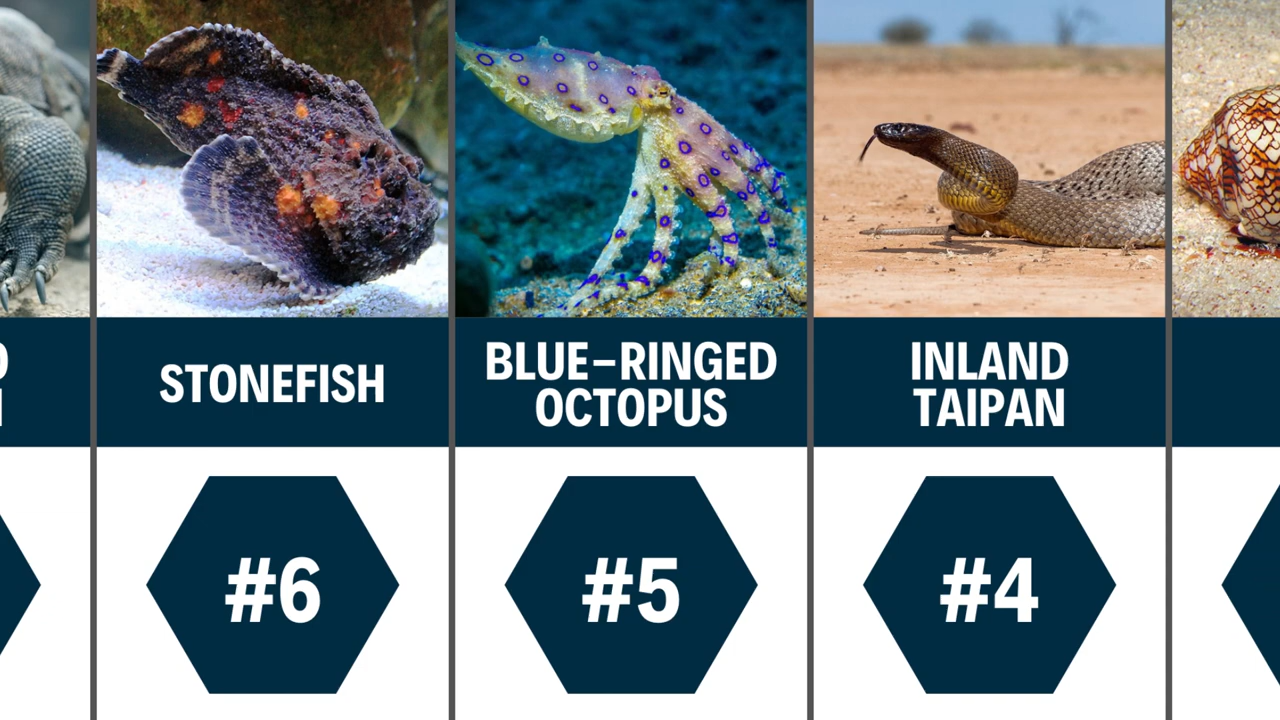 STONEFISH
BLUE-RINGED
OCTOPUS
INLAND
TAIPAN
#6
#5
#4